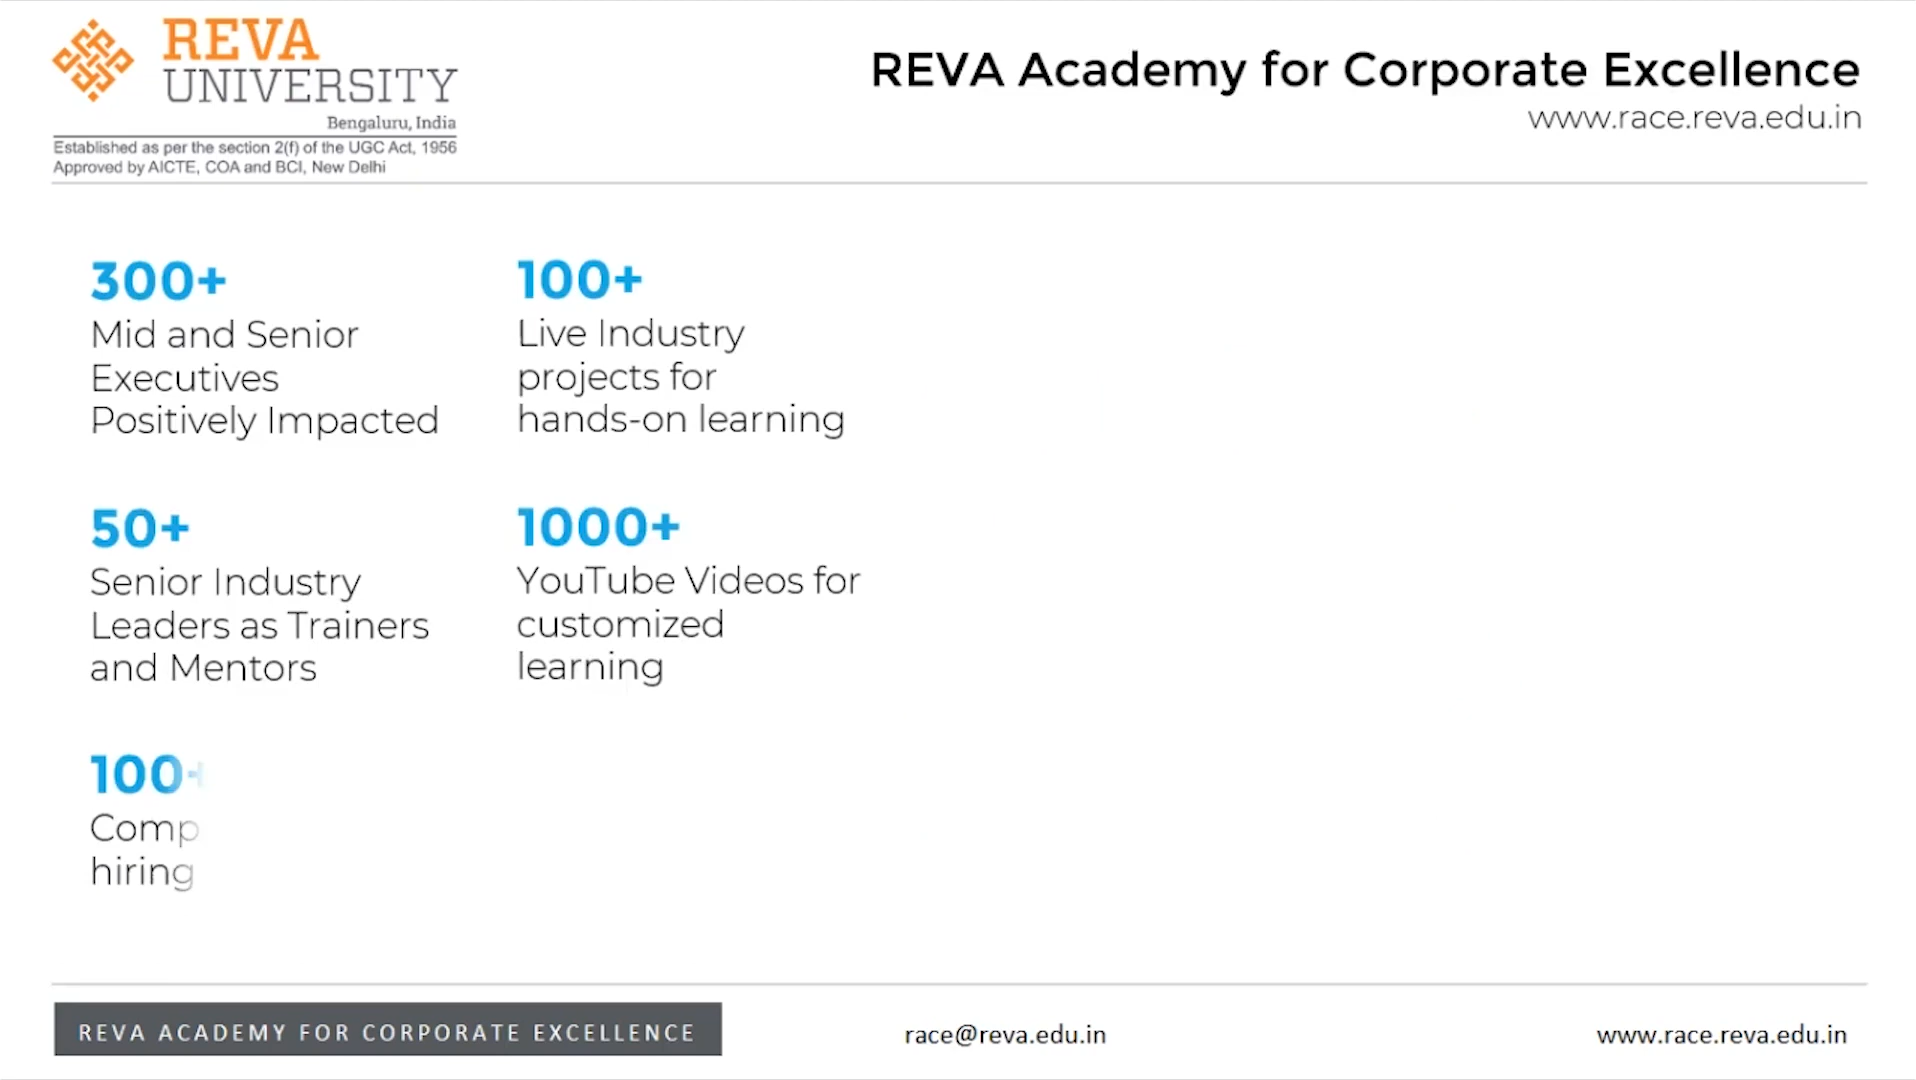 REVA
UNIVERSITY
Bengaluru, India
Established as per the section 2(f) of the UGC Act, 1956
Approved by AICTE, COA and BCI, New Delhi
REVA Academy for Corporate Excellence
www.race.reva.edu.in
300+
Mid and Senior
Executives
Positively Impacted
100+
Live Industry
projects for
hands-on learning
50+
Senior Industry
Leaders as Trainers
and Mentors
1000+
YouTube Videos for
customized
learning
100+
Comp
hiring
REVA ACADEMY FOR CORPORATE EXCELLENCE
race@reva.edu.in
www.race.reva.edu.in